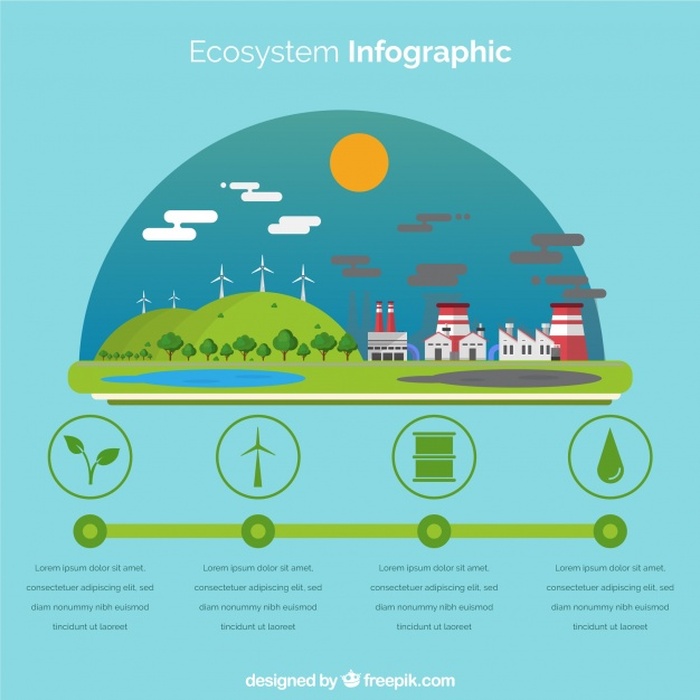 Ecosystem Infographic
Lorem ipsum dolor sit amet,
consectetuer adipiscing elit, sed
diam nonummy nibh euismod
tincidunt ut laoreet
Lorem ipsum dolor sit amet,
consectetuer adipiscing elit, sed
diam nonummy nibh euismod
tincidunt ut laoreet
Lorem ipsum dolor sit amet,
consectetuer adipiscing elit, sed
diam nonummy nibh euismod
tincidunt ut laoreet
Lorem ipsum dolor sit amet,
consectetuer adipiscing elit, sed
diam nonummy nibh euismod
tincidunt ut laoreet
designed by freepik.com